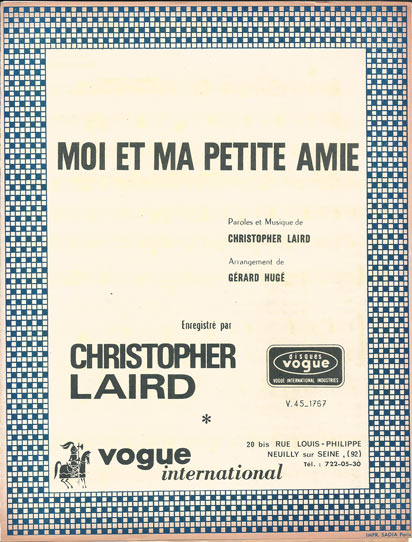 MOI ET MA PETITE AMIE
Paroles et Musique de
CHRISTOPHER LAIRD
Arrangement de
GÉRARD HUGÉ
Enregistré par
CHRISTOPHER
LAIRD
disques
vogue
VOGUE INTERNATIONAL INDUSTRIES
V.45_1767
*
vogue
international
20 bis RUE LOUIS-PHILIPPE
NEUILLY sur SEINE, (92)
Tél. : 722-05-30
IMPR. SADIA Paris